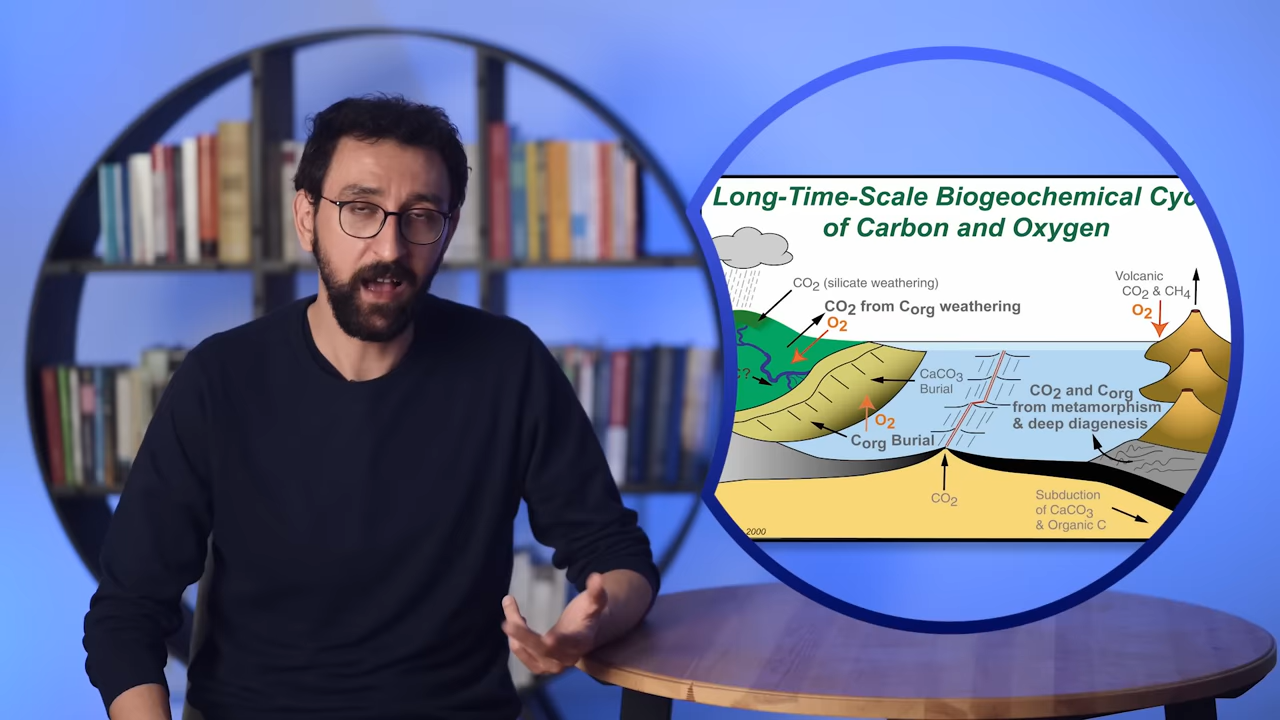 Long-Time-Scale Biogeochemical Cyc
of Carbon and Oxygen
CO2 (silicate weathering)
CO2 from Corg weathering
O2
Volcanic
CO2 & CH4
O2
C?
CaCO3
Burial
O2
Corg Burial
CO2 and Corg
from metamorphism
& deep diagenesis
CO2
Subduction
of CaCO3
& Organic C
2000